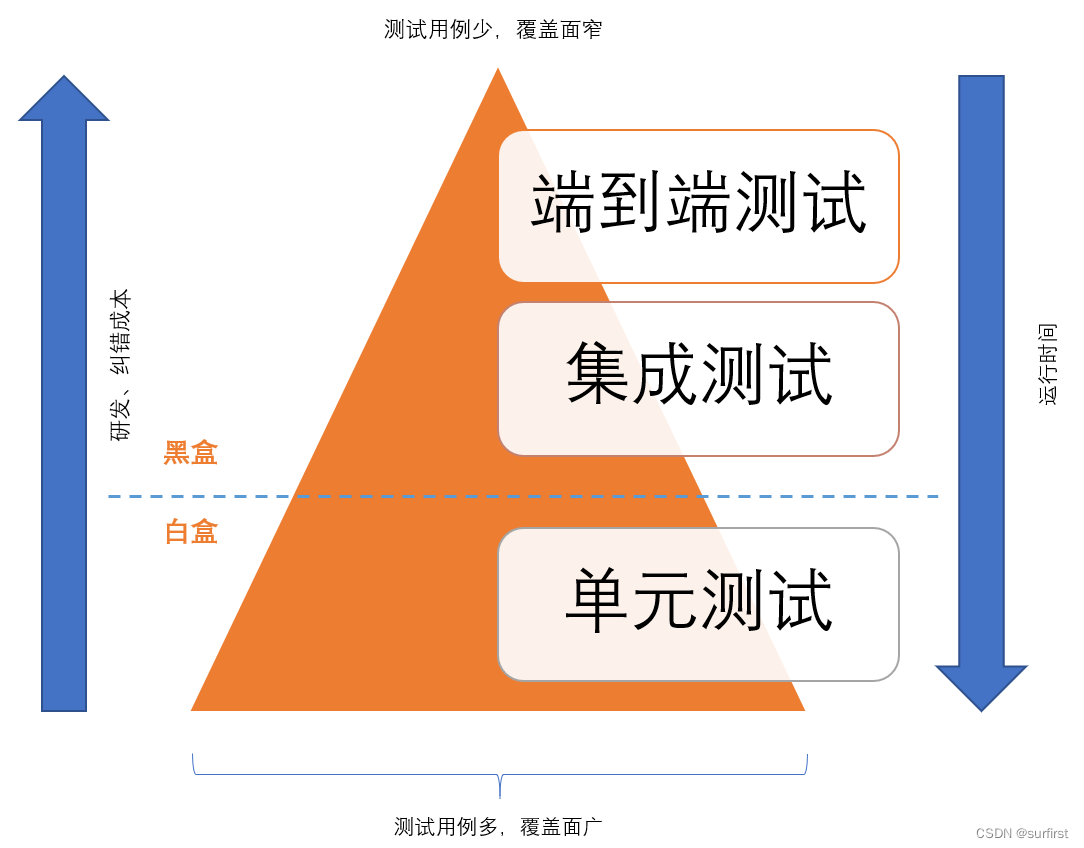 测试用例少，覆盖面窄
端到端测试
集成测试
研发、纠错成本
运行时间
黑盒
白盒
单元测试
测试用例多，覆盖面广
CSDN @surfirst